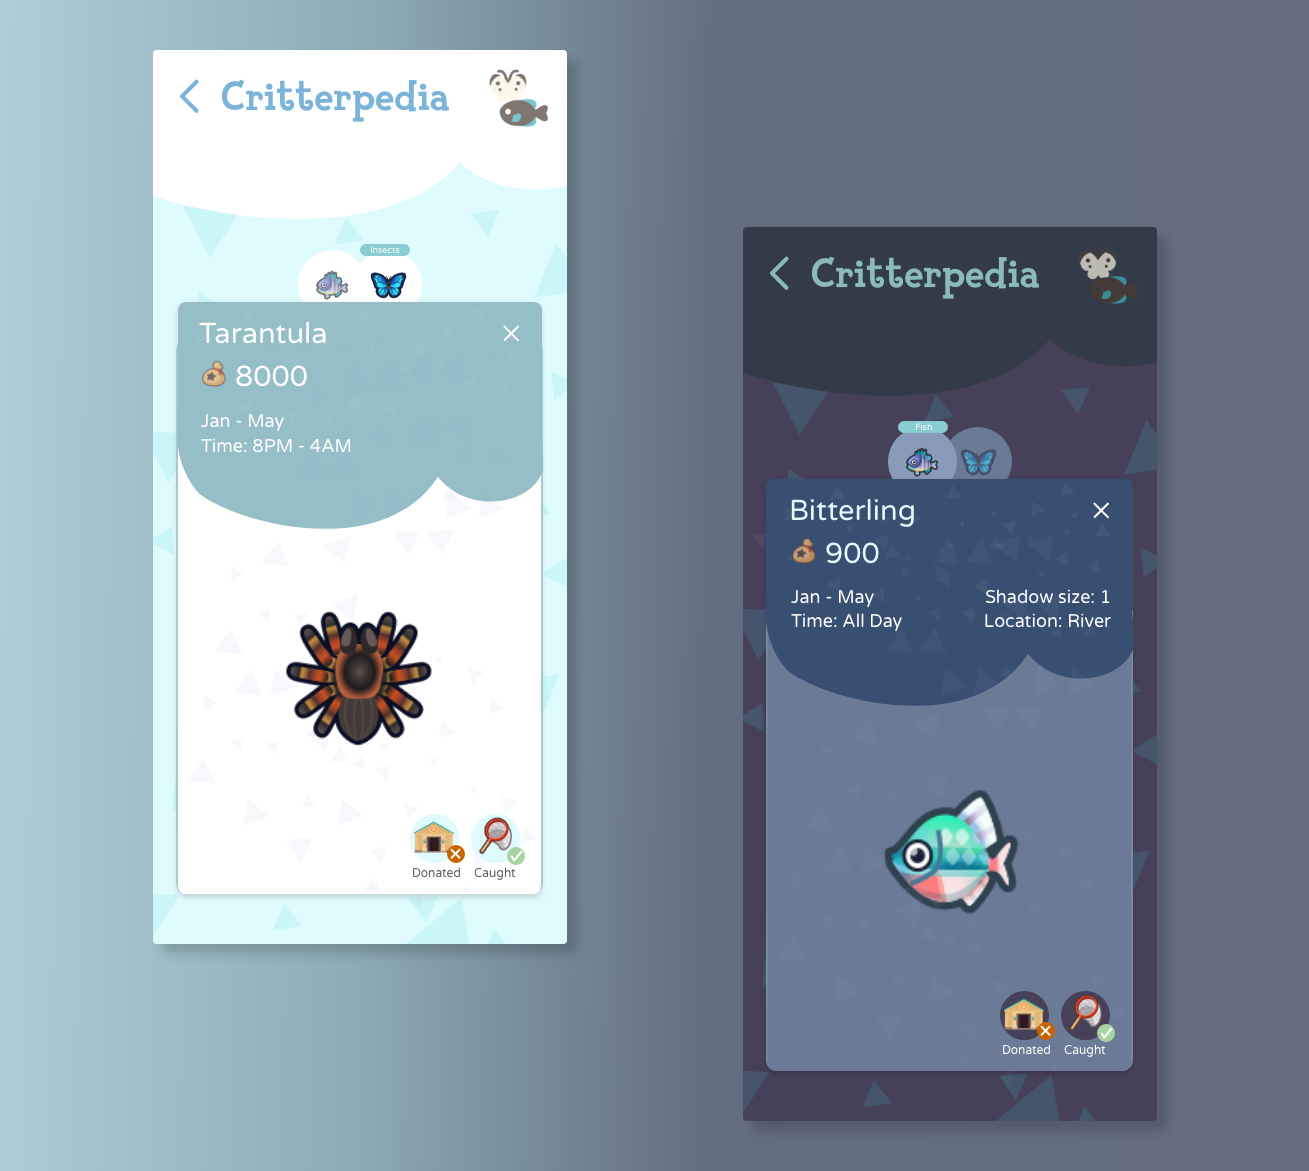 Critterpedia
Insects
Tarantula
8000
Jan - May
Time: 8PM - 4AM
Donated
Caught
Critterpedia
Fish
Bitterling
900
Jan - May
Time: All Day
Shadow size: 1
Location: River
Donated
Caught